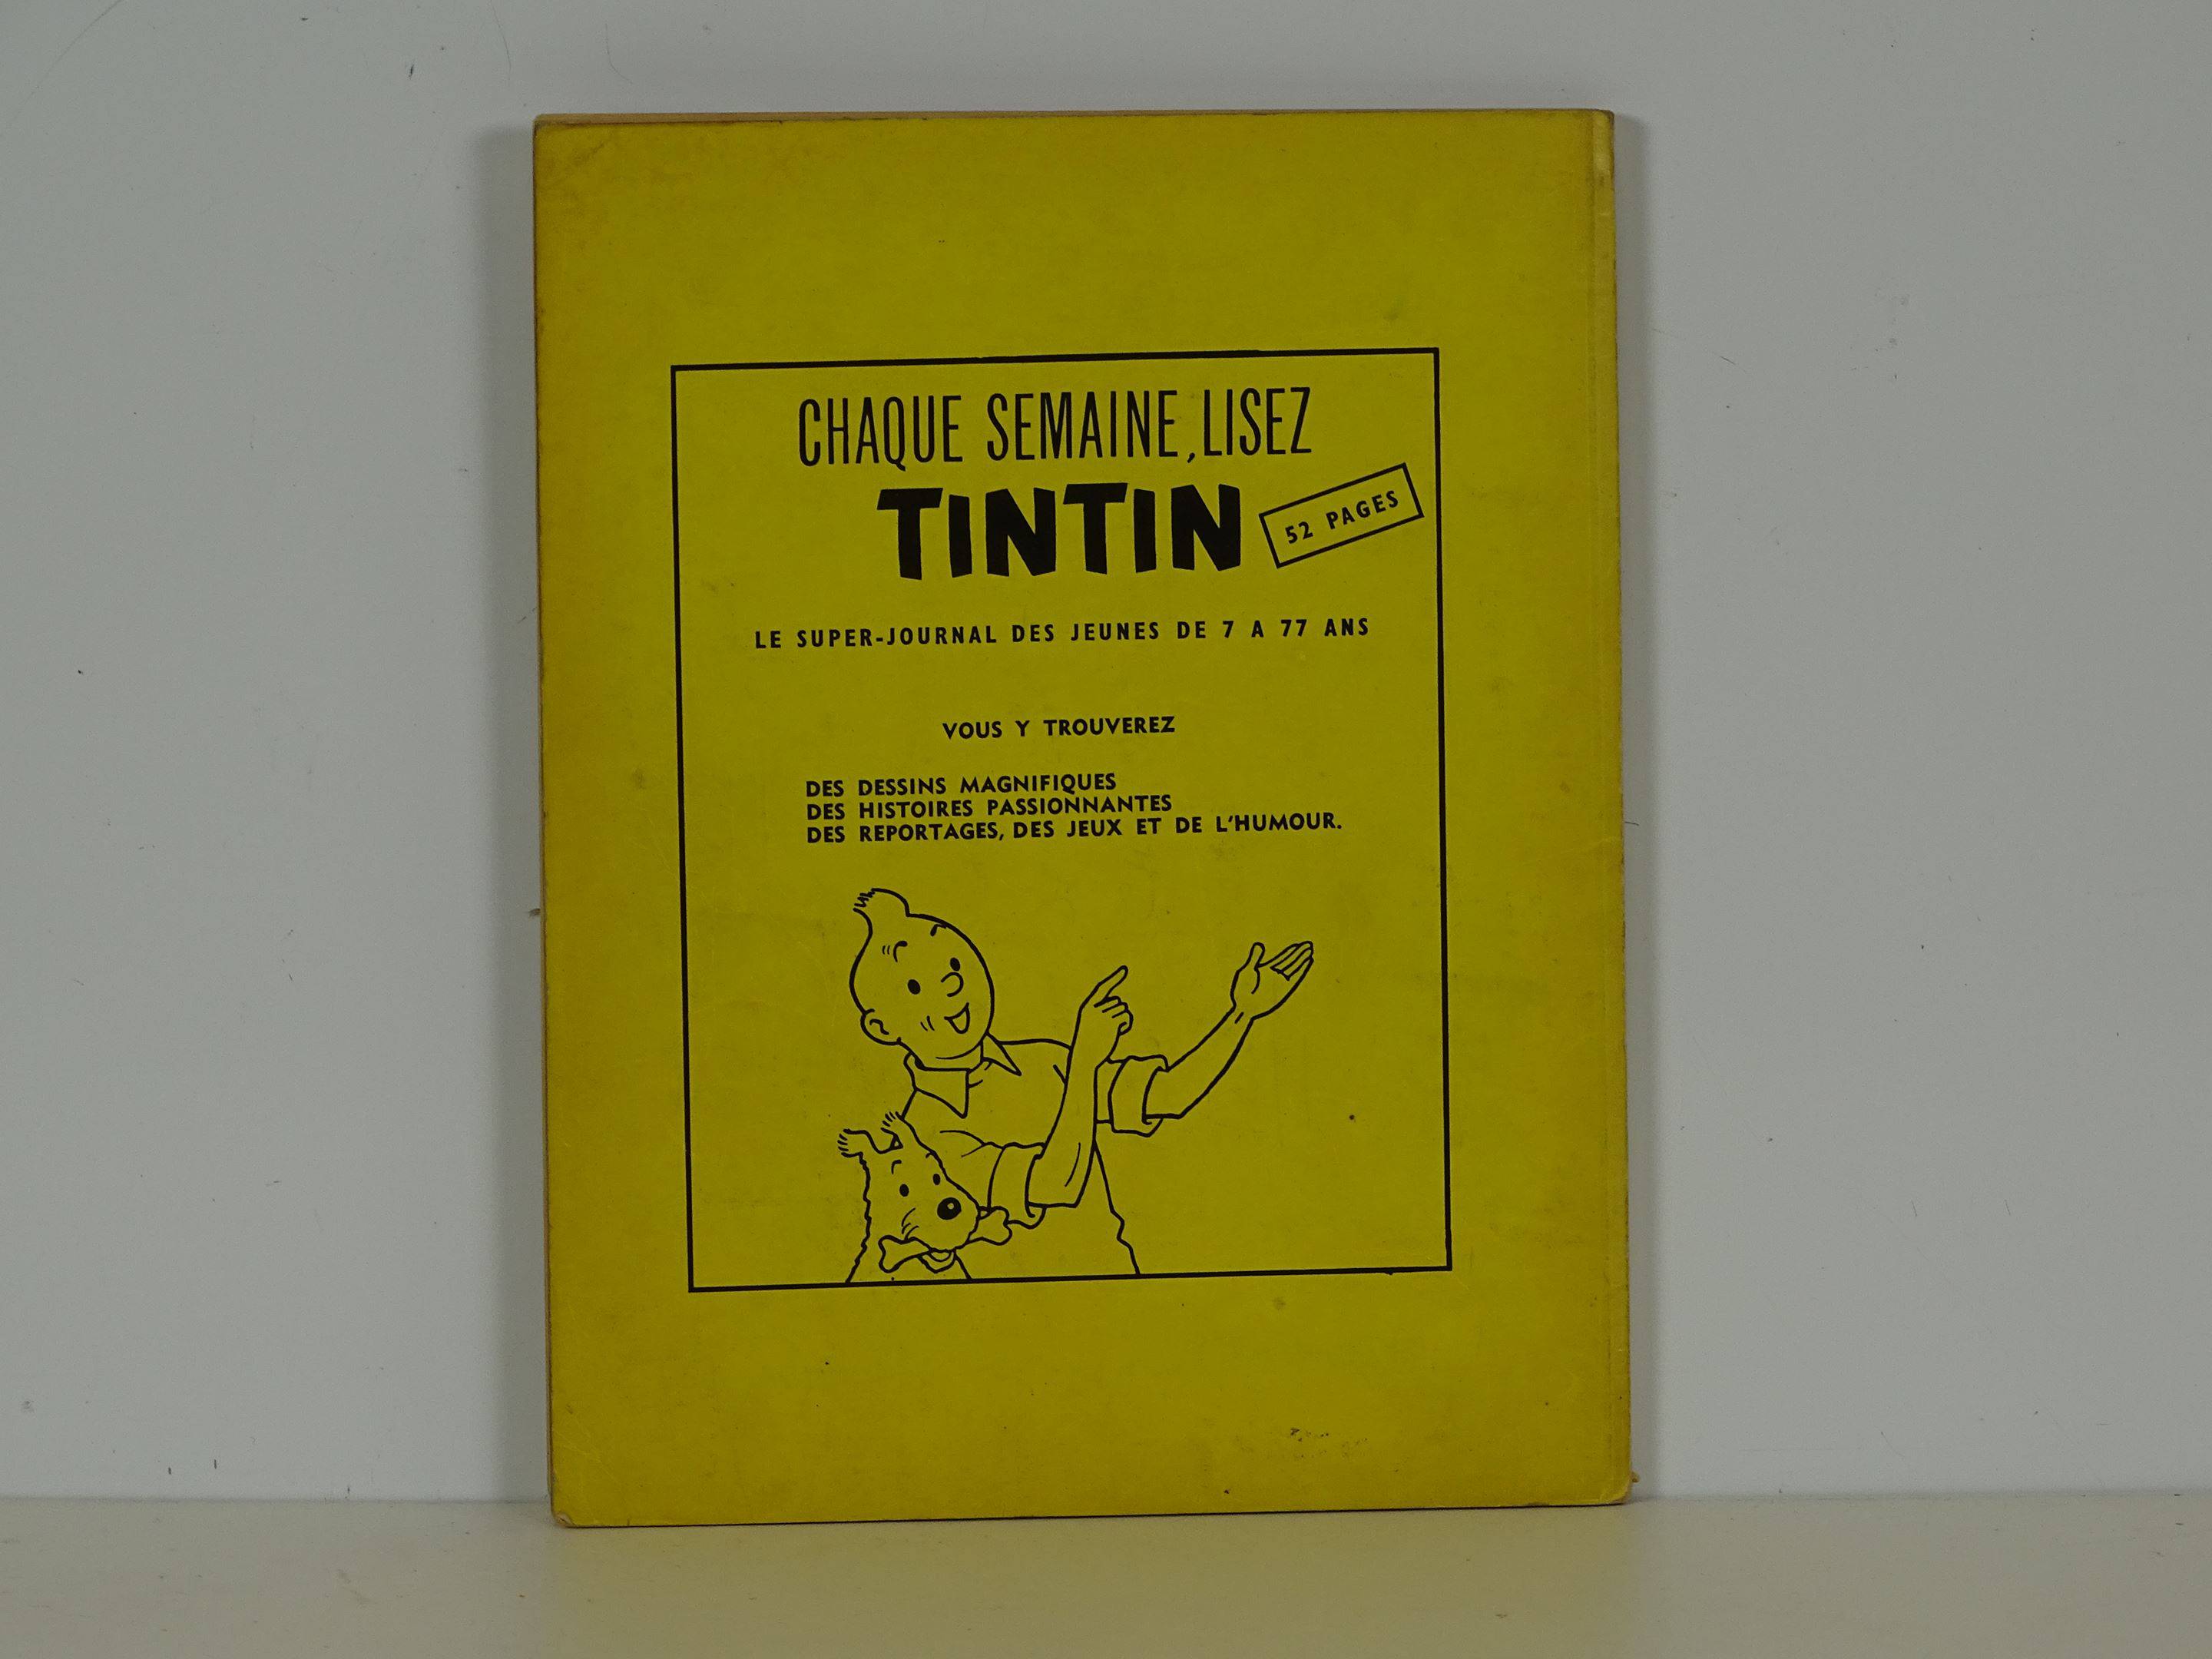 CHAQUE SEMAINE, LISEZ
TINTIN
52 PAGES
LE SUPER-JOURNAL DES JEUNES DE 7 A 77 ANS
VOUS Y TROUVEREZ
DES DESSINS MAGNIFIQUES
DES HISTOIRES PASSIONNANTES
DES REPORTAGES, DES JEUX ET DE L'HUMOUR.